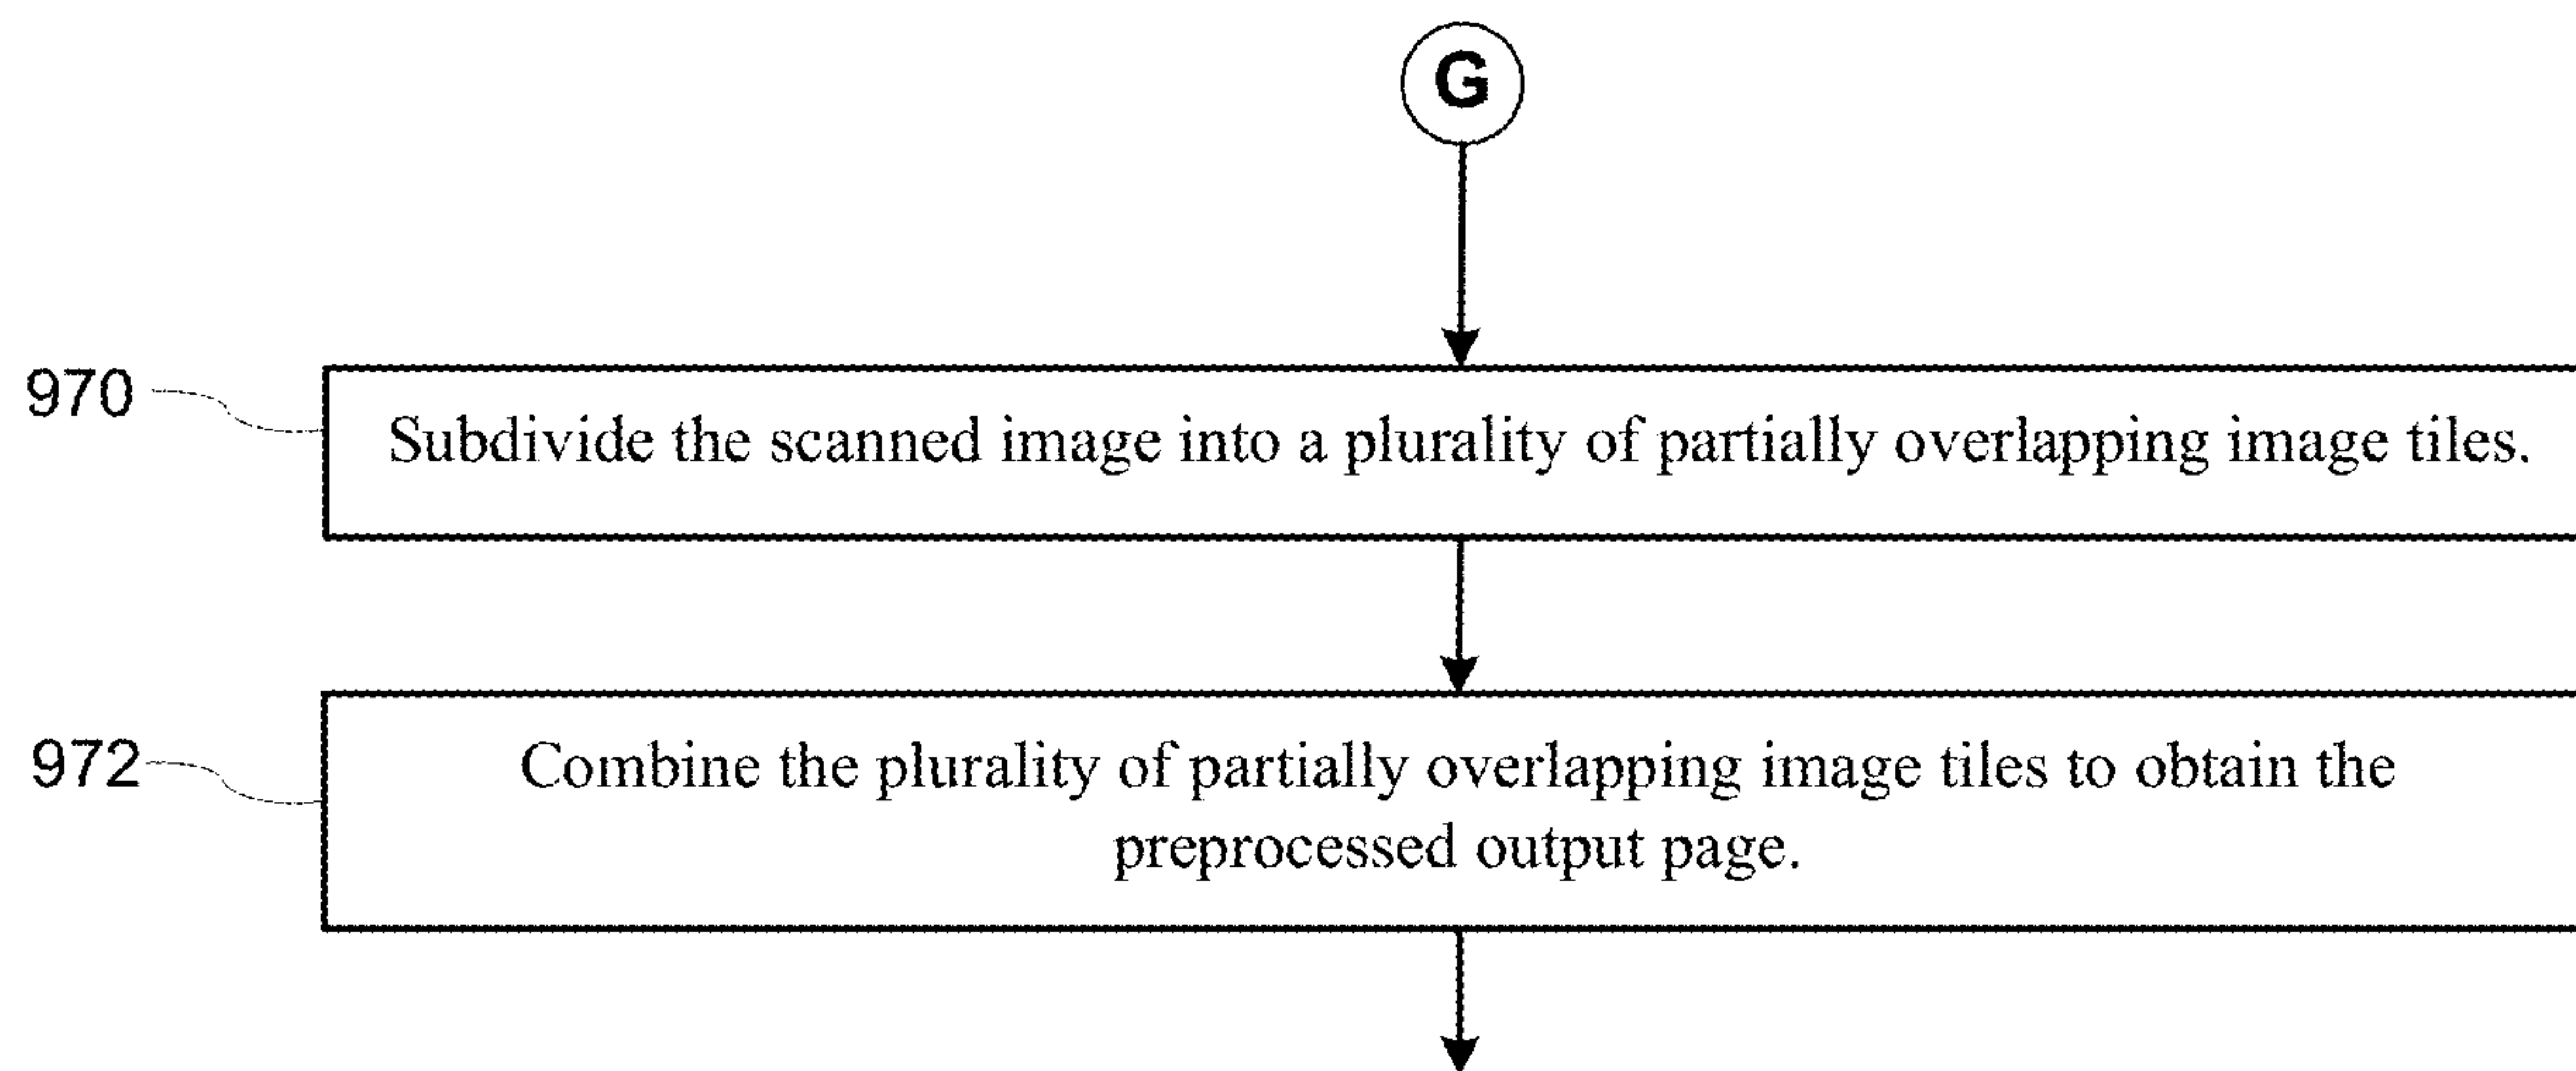 G
970
Subdivide the scanned image into a plurality of partially overlapping image tiles.
972
Combine the plurality of partially overlapping image tiles to obtain the
preprocessed output page.